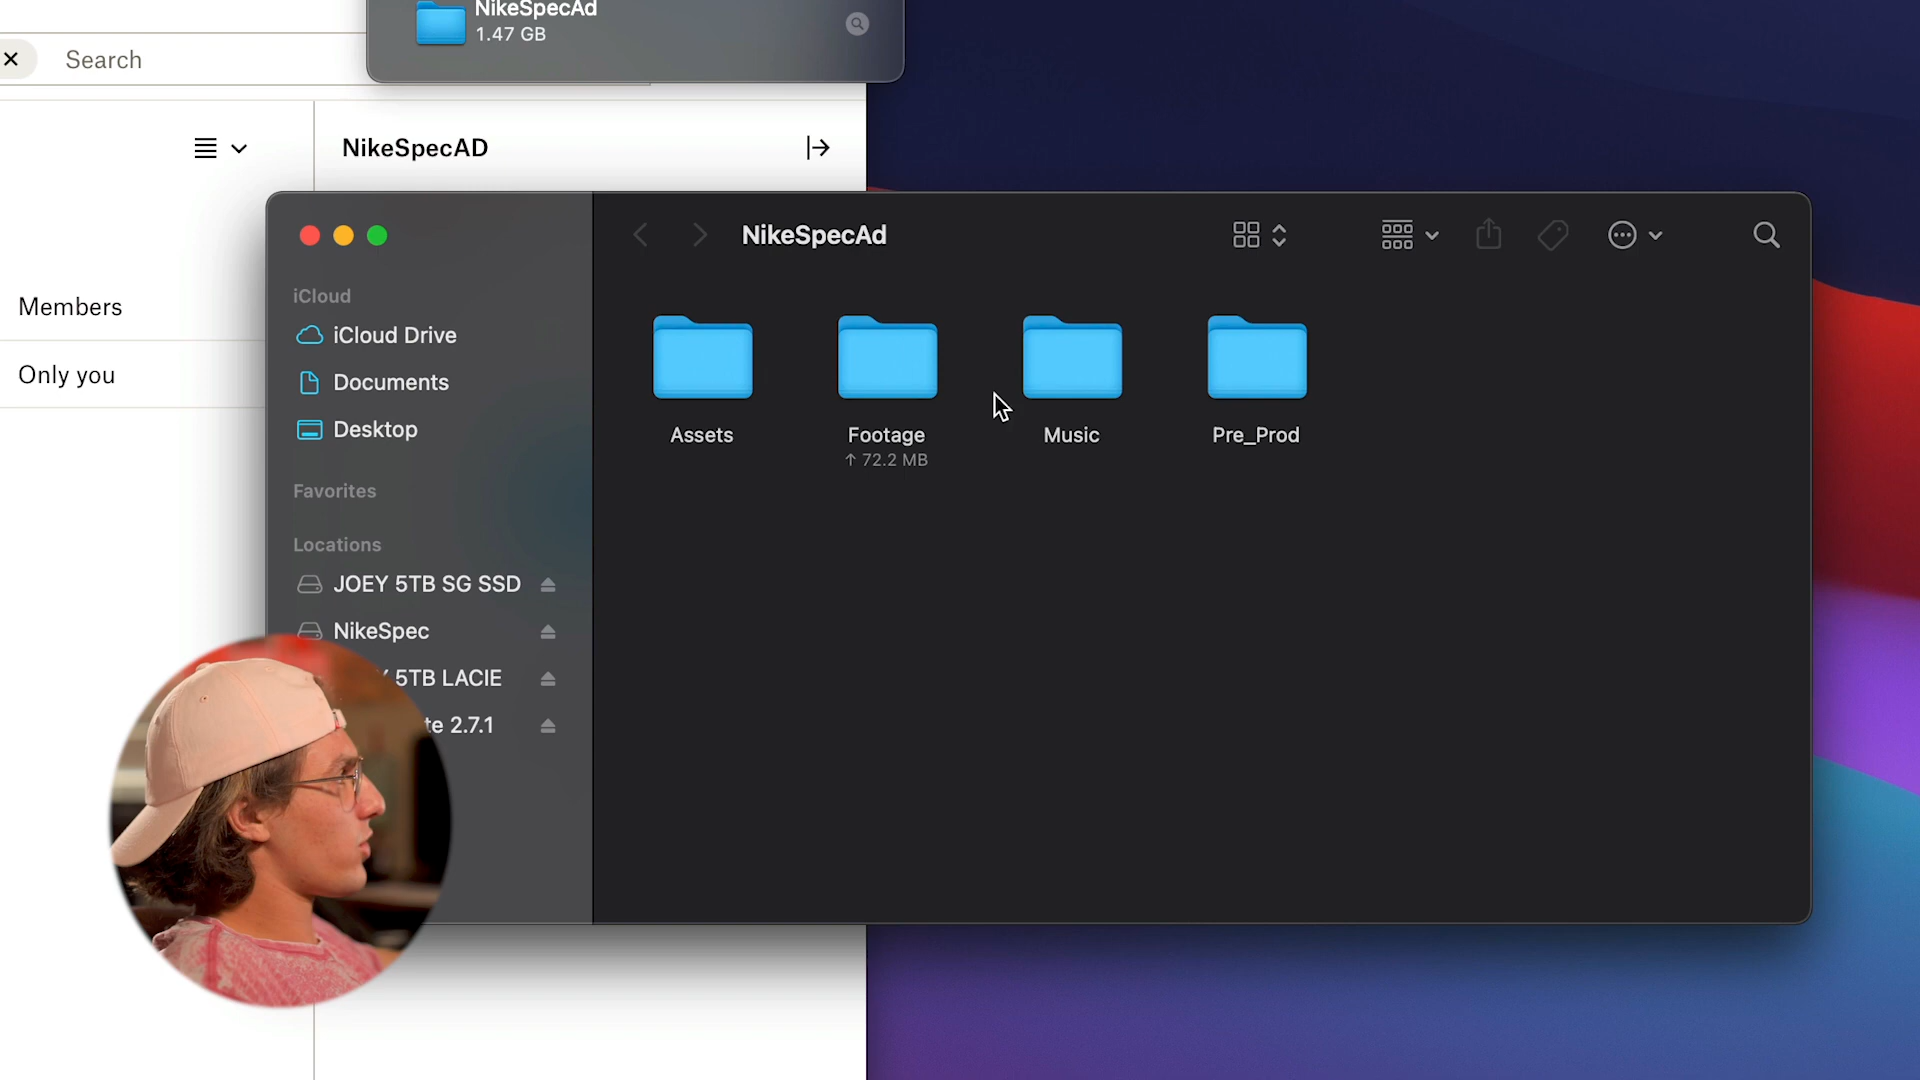 NikeSpecAd
1.47 GB
Search
NikeSpecAD
Members
Only you
NikeSpecAd
iCloud
iCloud Drive
Documents
Desktop
Favorites
Locations
JOEY 5TB SG SSD
NikeSpec
5TB LACIE
te 2.7.1
Assets
Footage
↑ 72.2 MB
Music
Pre_Prod